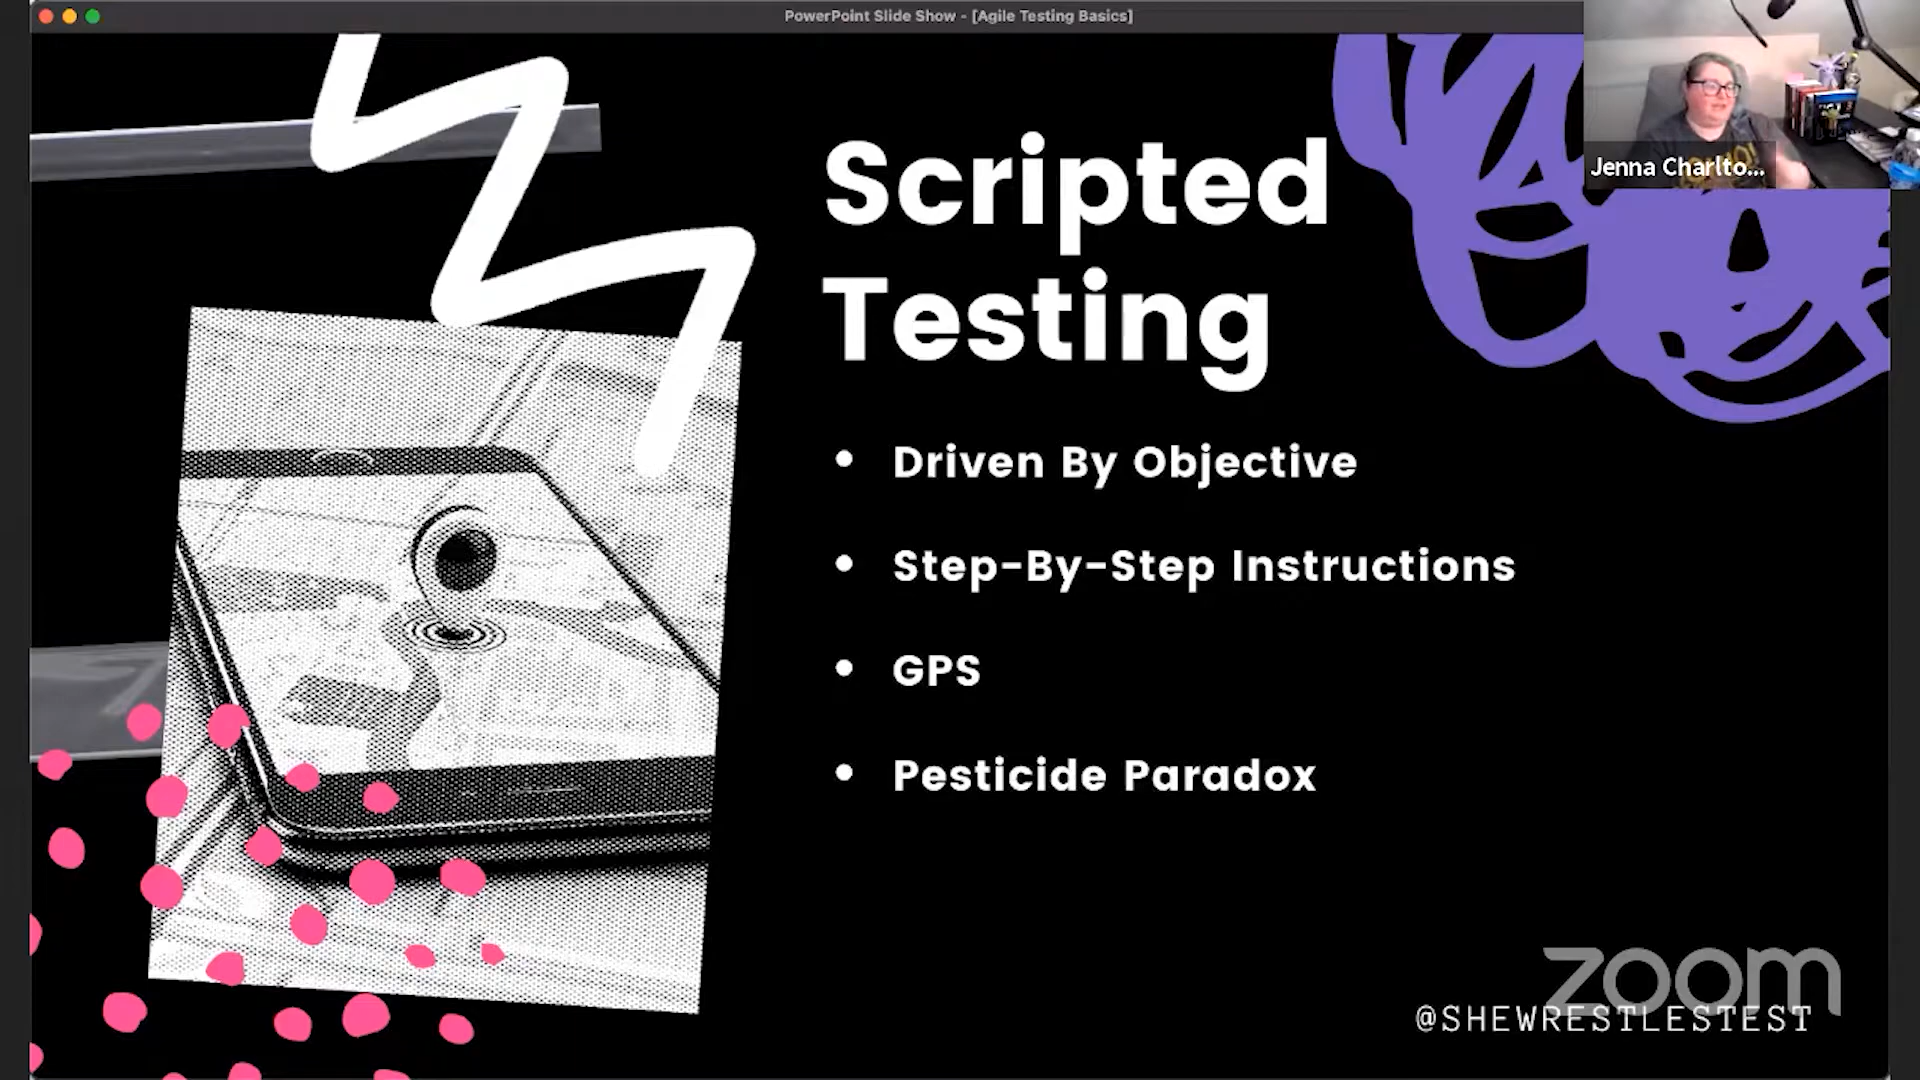 PowerPoint Slide Show - [Agile Testing Basics]
Jenna Charlto...
Scripted
Testing
• Driven By Objective
• Step-By-Step Instructions
• GPS
• Pesticide Paradox
zoom
@SHEWRESTLESTEST